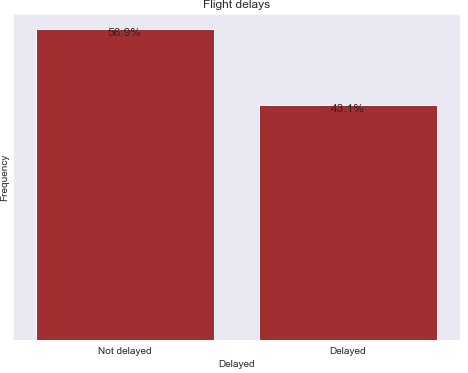 Flight delays
56.9%
43.1%
Frequency
Not delayed
Delayed
Delayed